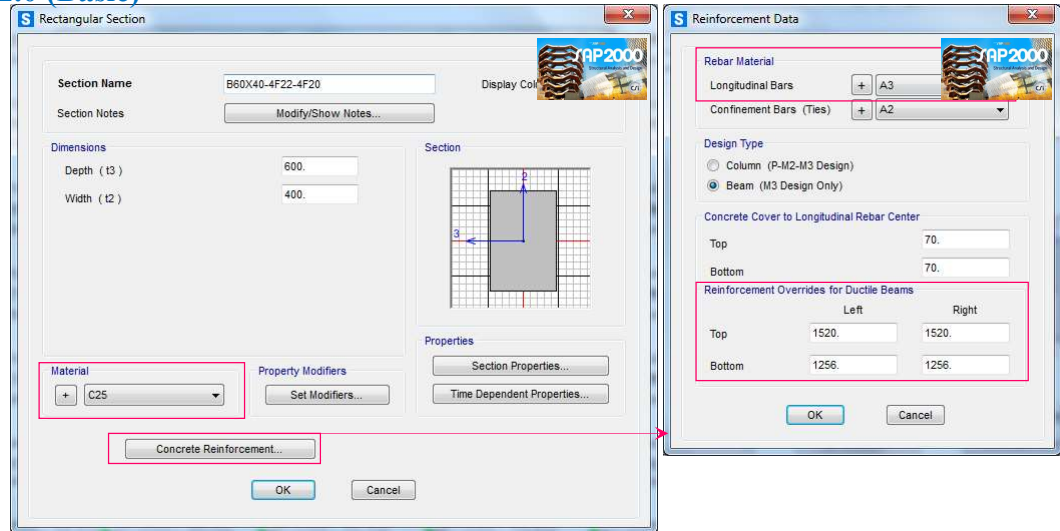 Rectangular Section
Section Name B60X40-4F22-4F20 Display Col
Section Notes Modify/Show Notes...
Dimensions
Depth ( t3 ) 600.
Width ( t2 ) 400.
Section
2
3
Properties
Section Properties...
Time Dependent Properties...
Material
+ C25
Property Modifiers
Set Modifiers...
Concrete Reinforcement...
OK Cancel
Reinforcement Data
Rebar Material
Longitudinal Bars + A3
Confinement Bars (Ties) + A2
Design Type
Column (P-M2-M3 Design)
Beam (M3 Design Only)
Concrete Cover to Longitudinal Rebar Center
Top 70.
Bottom 70.
Reinforcement Overrides for Ductile Beams
Left Right
Top 1520. 1520.
Bottom 1256. 1256.
OK Cancel
AP2000
AP2000